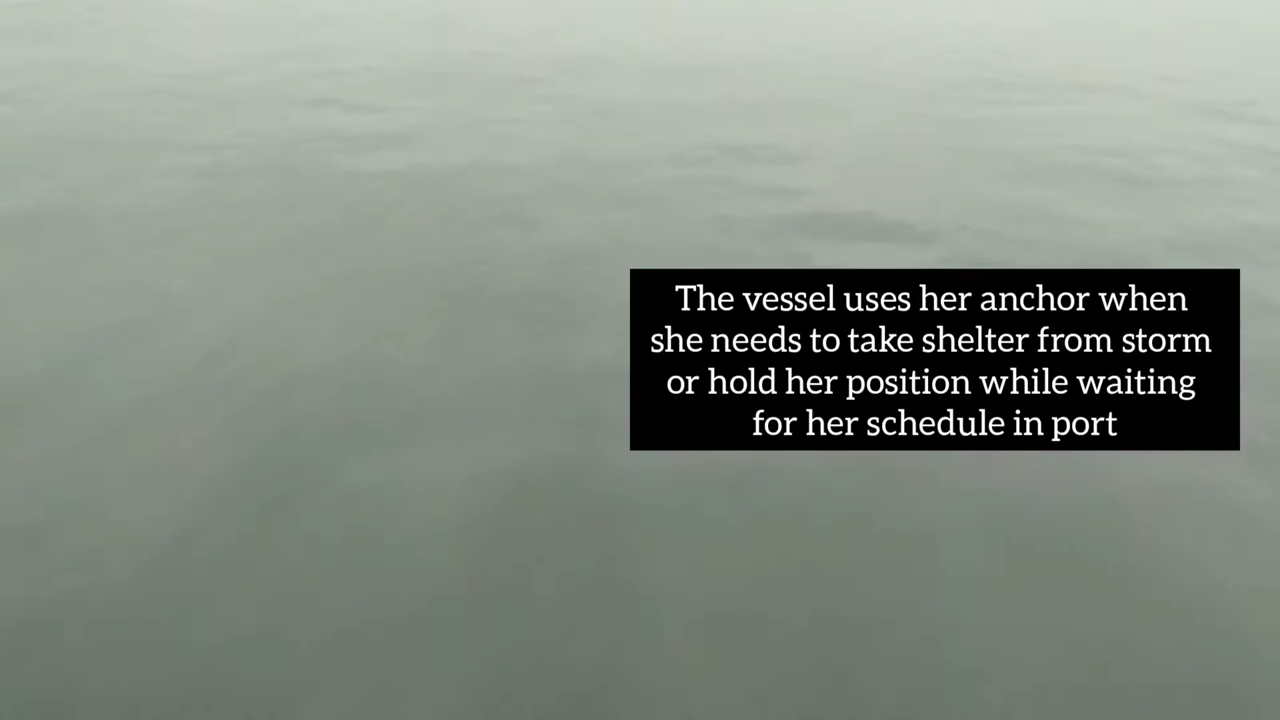 The vessel uses her anchor when
she needs to take shelter from storm
or hold her position while waiting
for her schedule in port